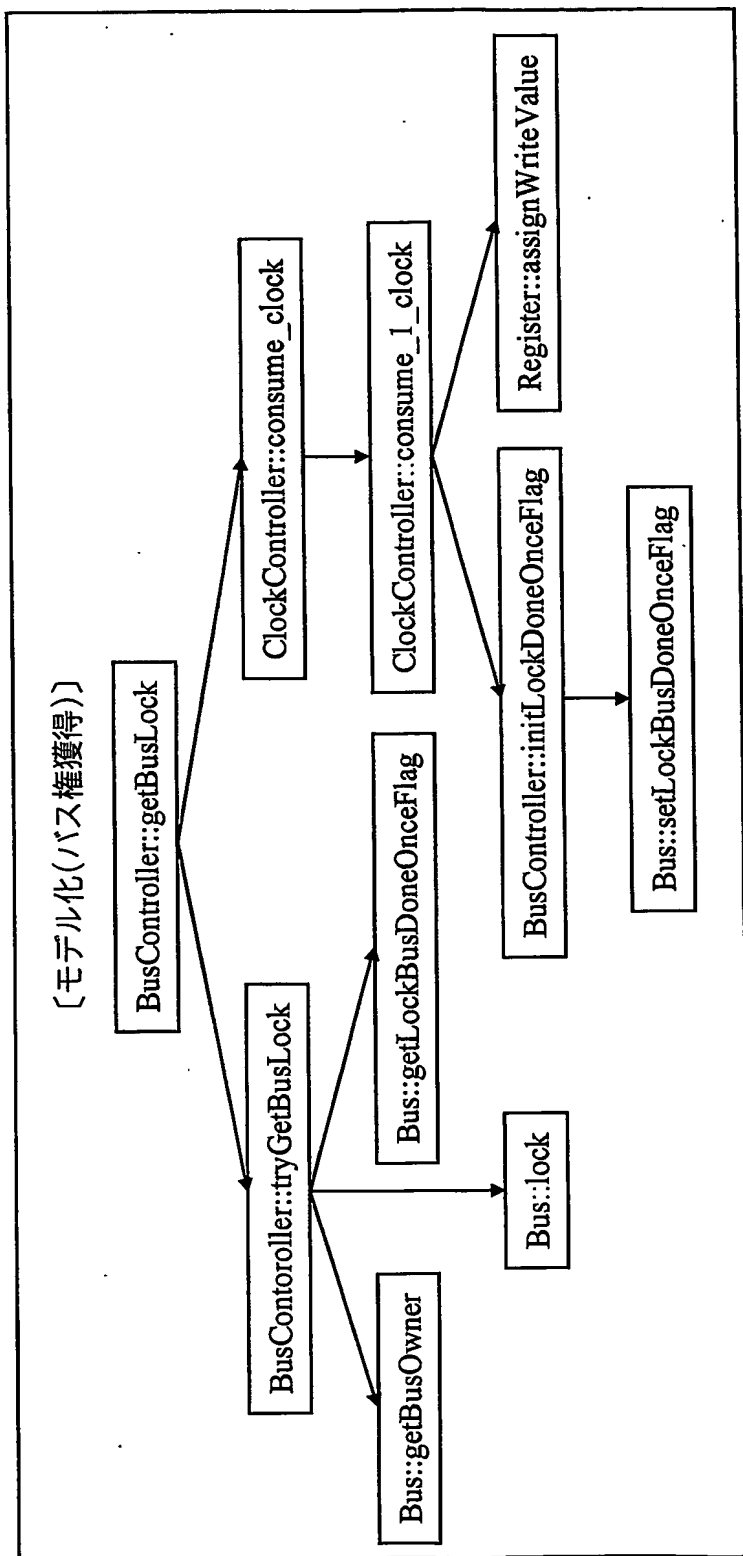 〔モデル化(バス権獲得)〕
BusController::getBusLock
BusContoroller::tryGetBusLock
ClockController::consume_clock
Bus::getBusOwner
Bus::getLockBusDoneOnceFlag
ClockController::consume_1_clock
Bus::lock
BusController::initLockDoneOnceFlag
Register::assignWriteValue
Bus::setLockBusDoneOnceFlag